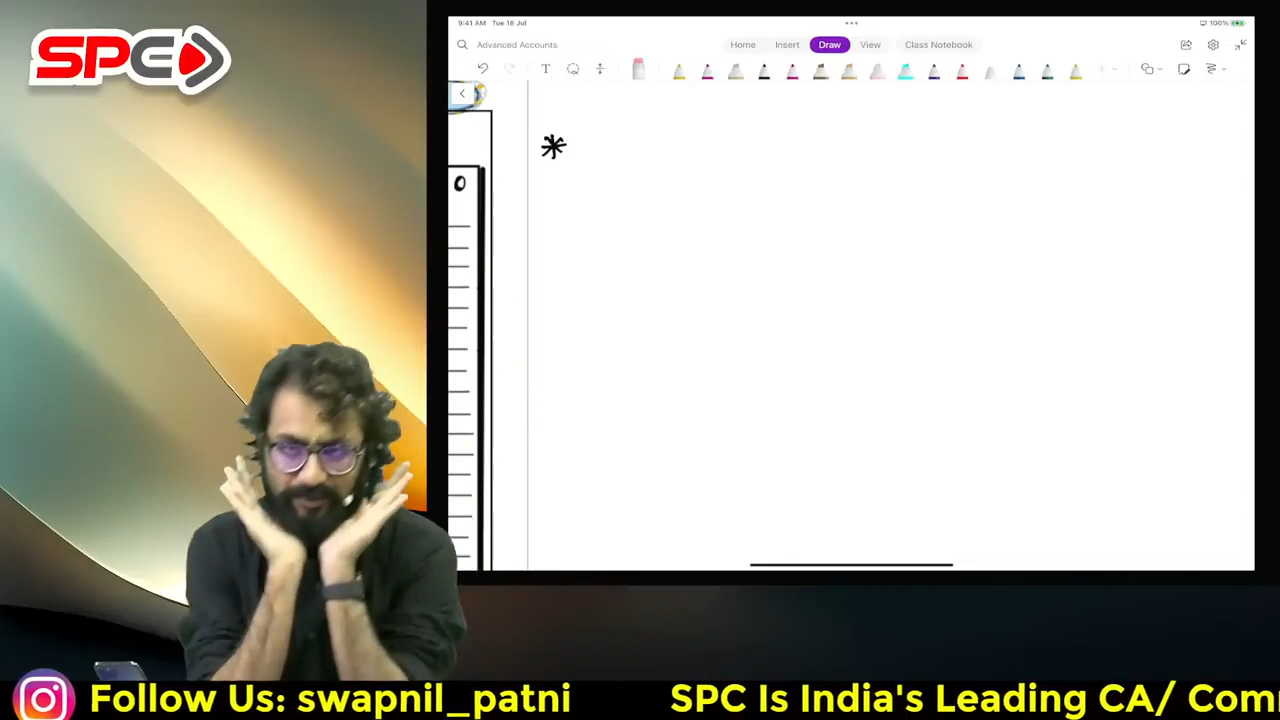 SPC
9:41 AM Tue 18 Jul
100%
Advanced Accounts
Home Insert Draw View Class Notebook
T
*
0
Follow Us: swapnil_patni SPC Is India's Leading CA/ Com